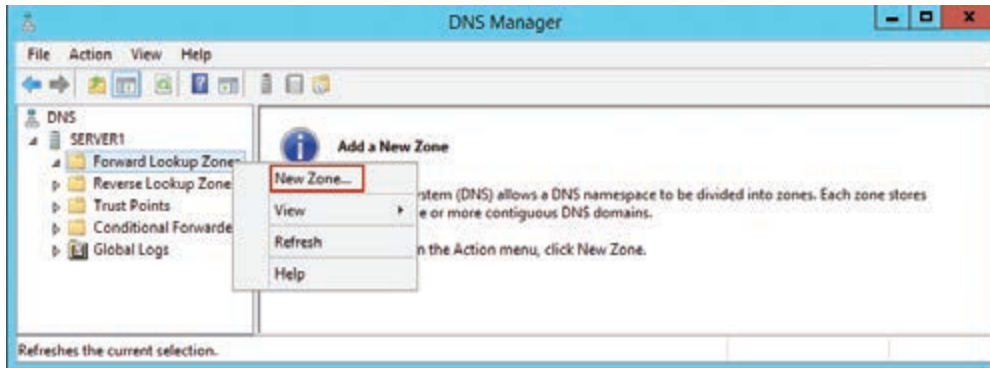 DNS Manager
File Action View Help
DNS
SERVER1
Forward Lookup Zones
Reverse Lookup Zone
Trust Points
Conditional Forwarde
Global Logs
Add a New Zone
New Zone...
View
Refresh
Help
stem (DNS) allows a DNS namespace to be divided into zones. Each zone stores
e or more contiguous DNS domains.
n the Action menu, click New Zone.
Refreshes the current selection.